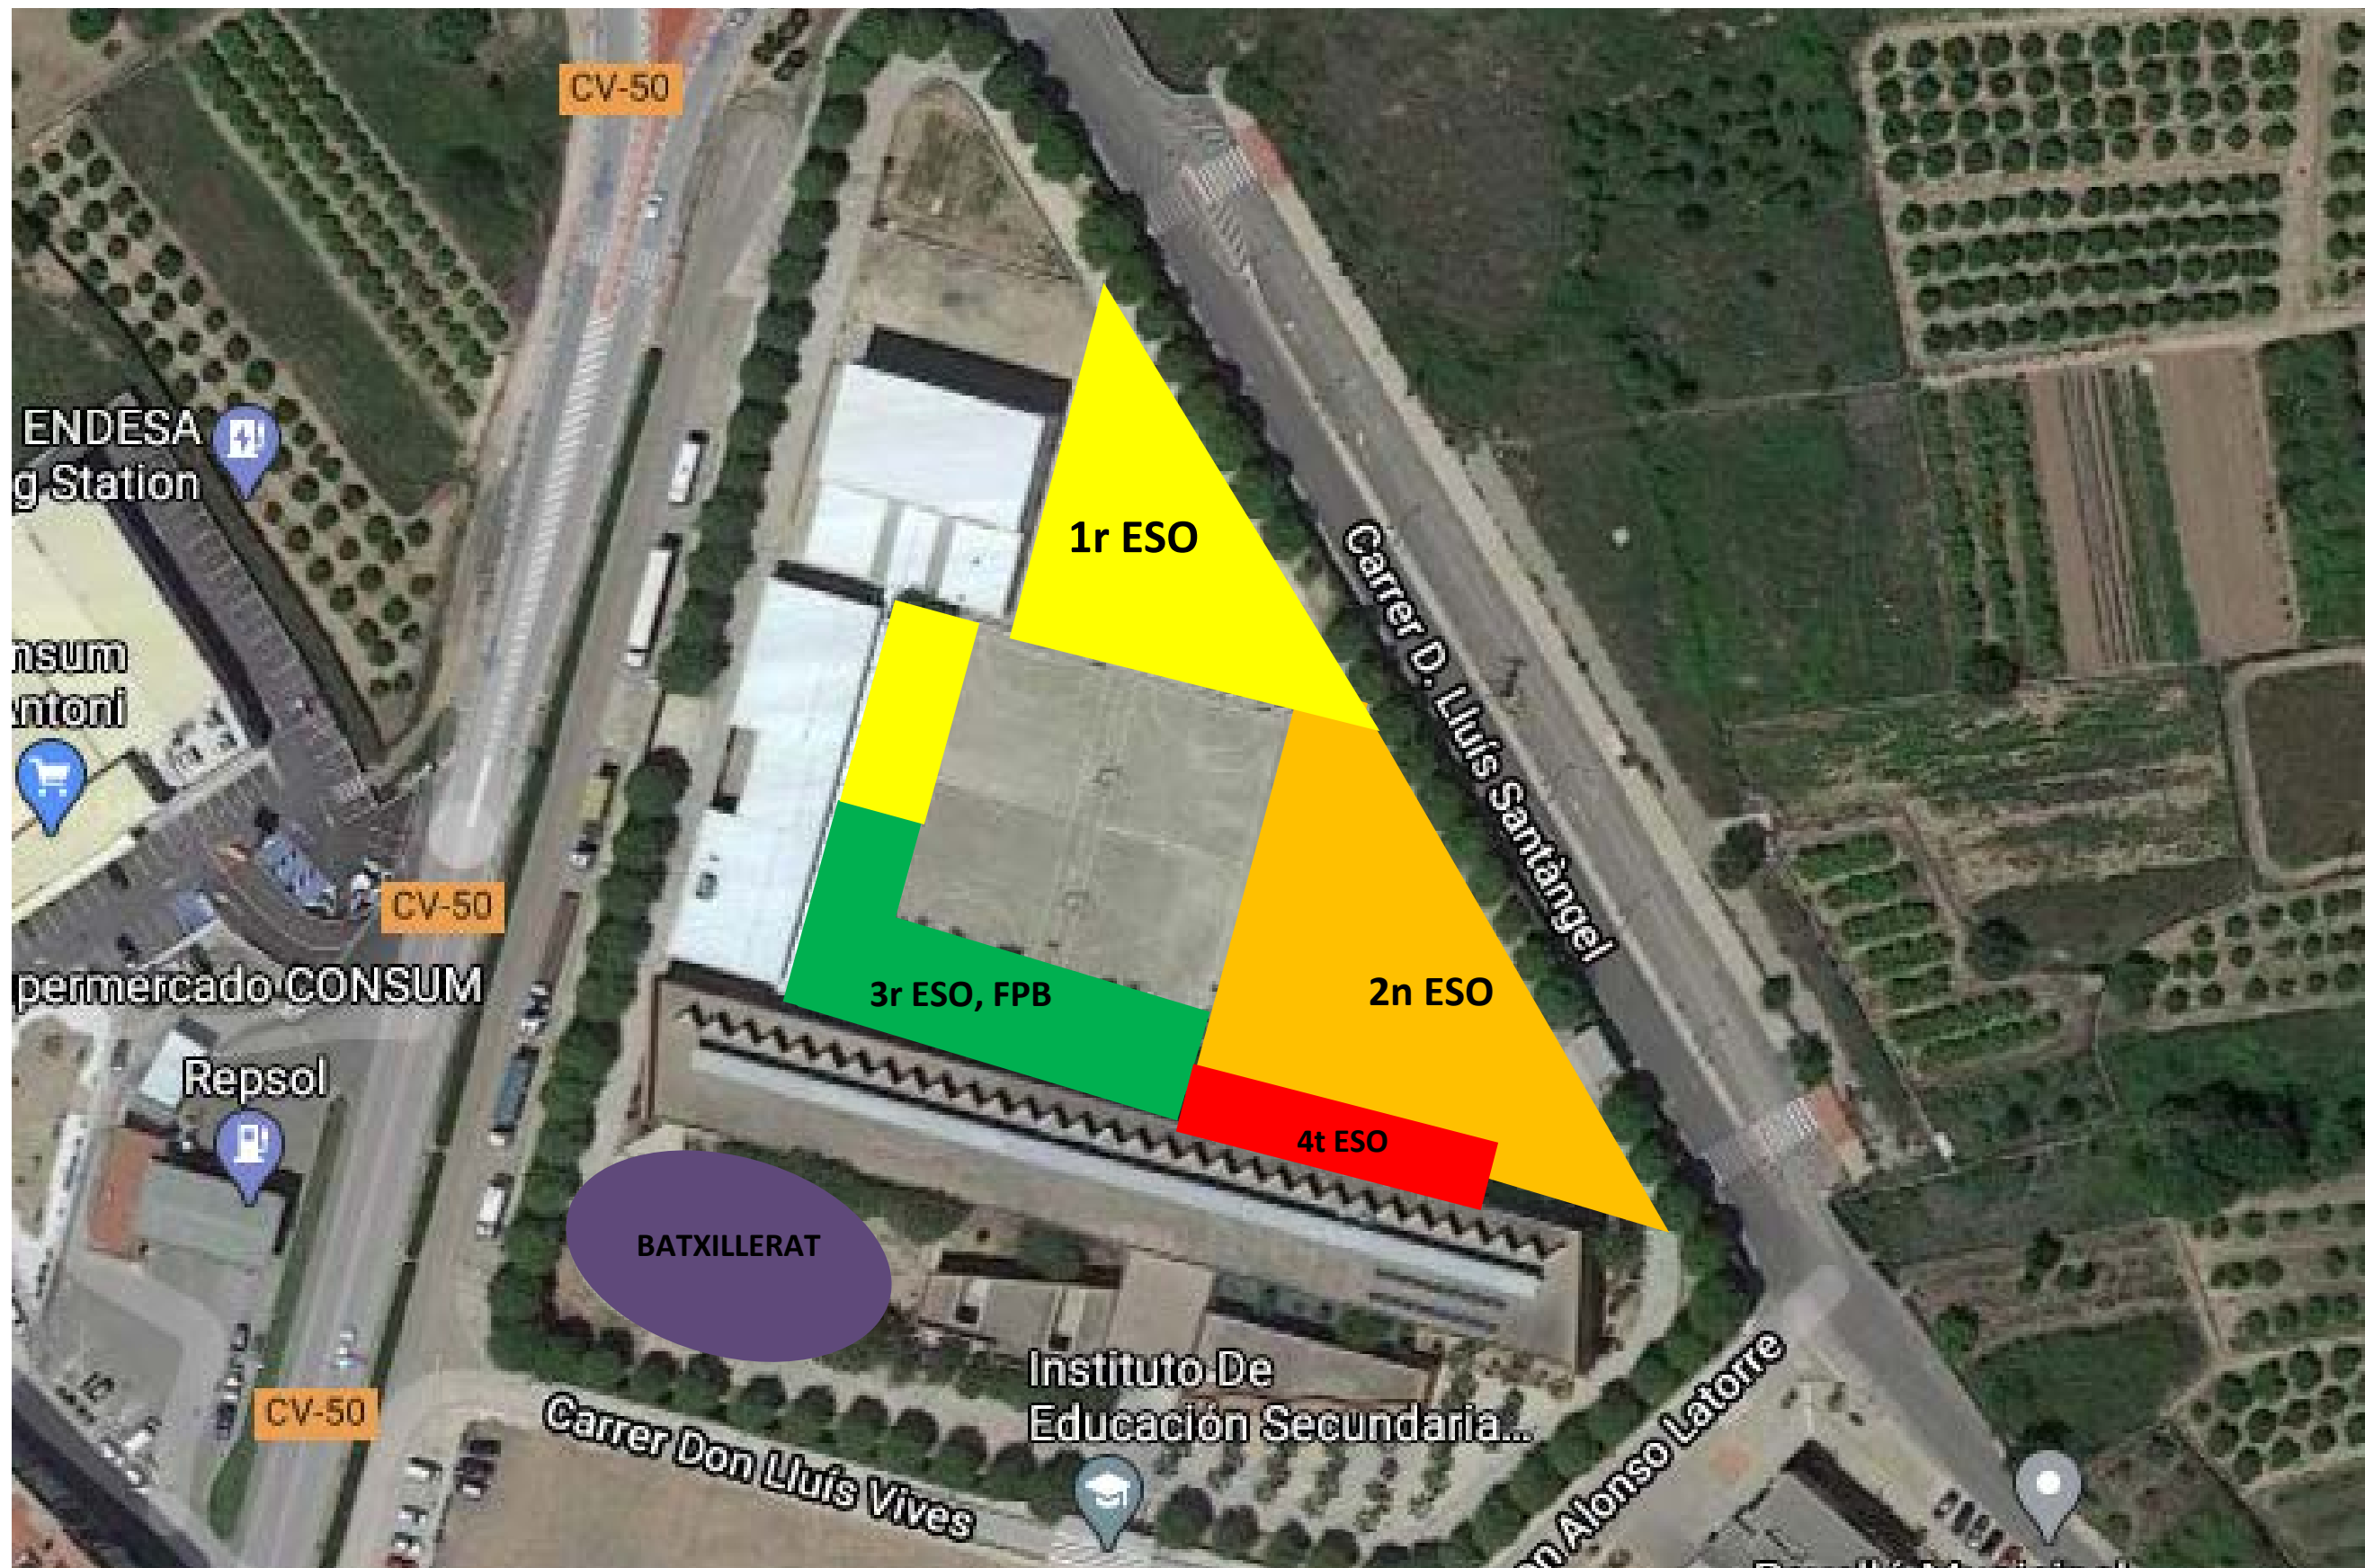 CV-50
ENDESA
g Station
1r ESO
Carrer D. Lluís Santàngel
nsum
ntoni
CV-50
permercado CONSUM
3r ESO, FPB
2n ESO
Repsol
4t ESO
BATXILLERAT
Instituto De
Educación Secundaria...
CV-50
Carrer Don Lluís Vives
on Alonso Latorre